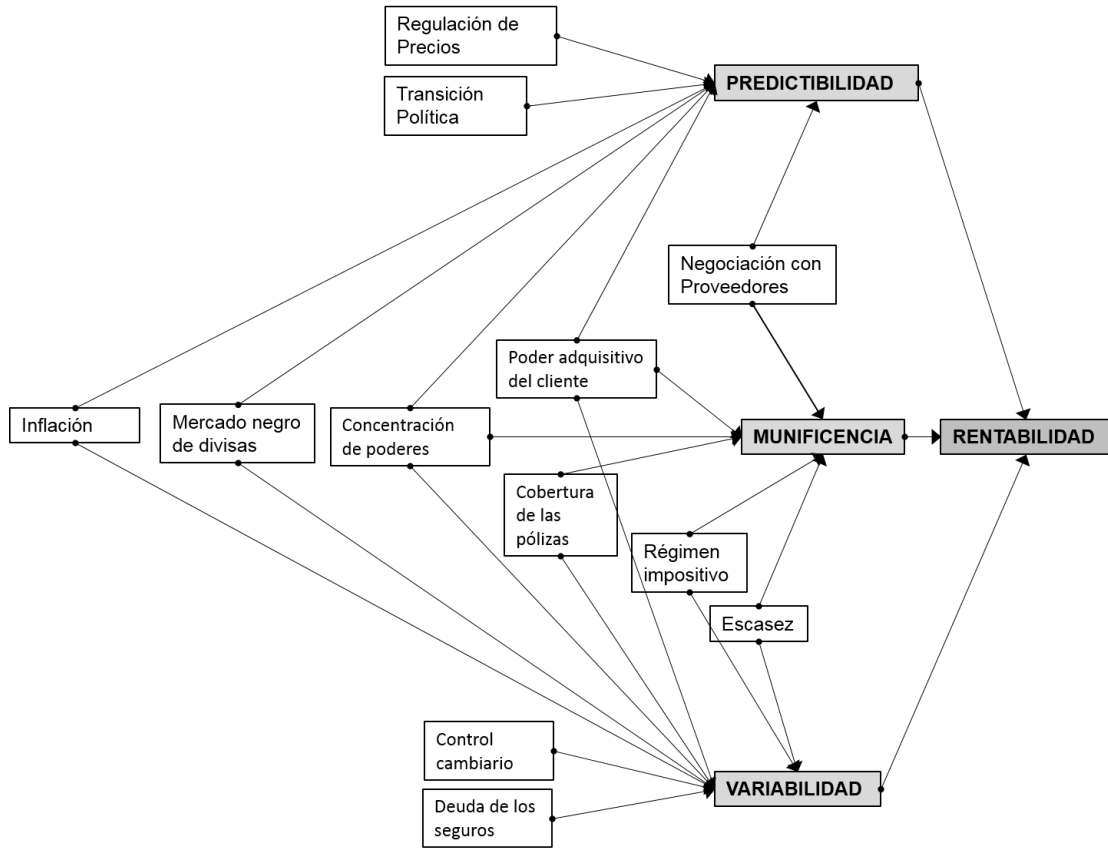 Regulación de
Precios
PREDICTIBILIDAD
Transición
Política
Negociación con
Proveedores
Poder adquisitivo
del cliente
Inflación
Mercado negro
de divisas
Concentración
de poderes
MUNIFICENCIA
RENTABILIDAD
Cobertura
de las
pólizas
Régimen
impositivo
Escasez
Control
cambiario
VARIABILIDAD
Deuda de los
seguros